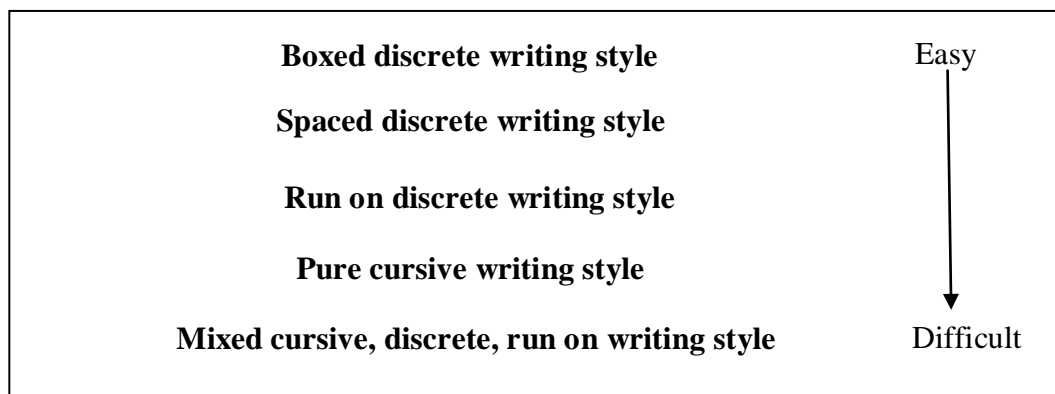 Boxed discrete writing style Easy
Spaced discrete writing style
Run on discrete writing style
Pure cursive writing style
Mixed cursive, discrete, run on writing style Difficult